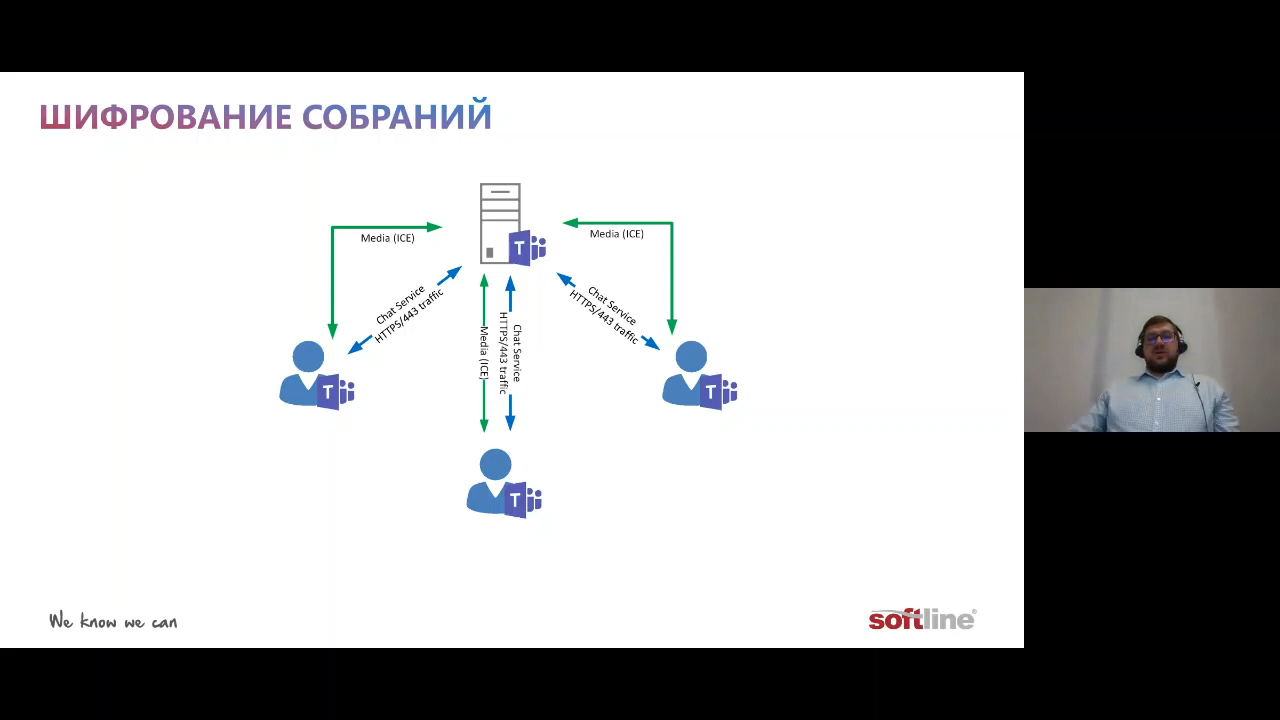 ШИФРОВАНИЕ СОБРАНИЙ
Media (ICE)
Media (ICE)
Chat Service
HTTPS/443 traffic
Media (ICE)
Chat Service
HTTPS/443 traffic
Chat Service
HTTPS/443 traffic
T
T
T
T
We know we can
softline®